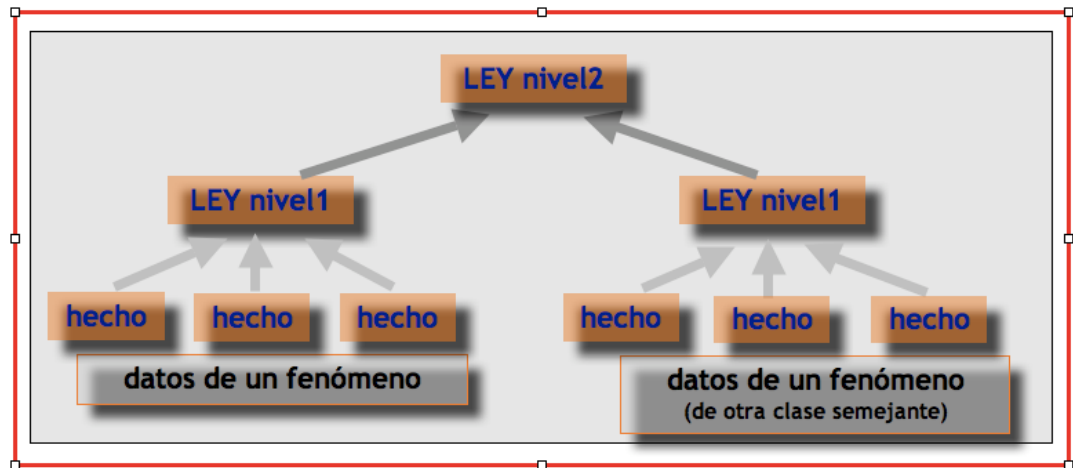 LEY nivel2
LEY nivel1
LEY nivel1
hecho
hecho
hecho
hecho
hecho
hecho
datos de un fenómeno
datos de un fenómeno
(de otra clase semejante)